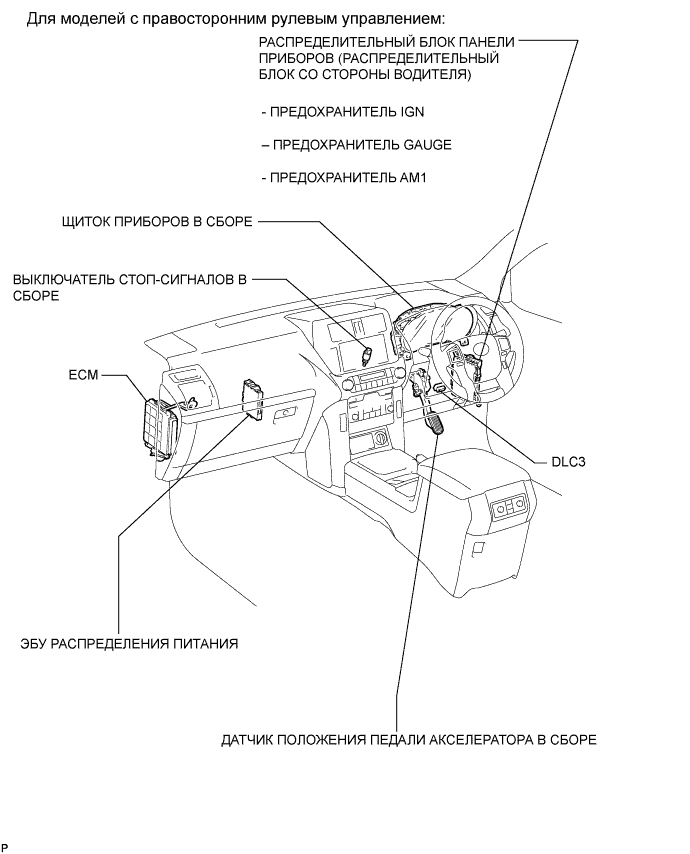 Для моделей с правосторонним рулевым управлением:
РАСПРЕДЕЛИТЕЛЬНЫЙ БЛОК ПАНЕЛИ
ПРИБОРОВ (РАСПРЕДЕЛИТЕЛЬНЫЙ
БЛОК СО СТОРОНЫ ВОДИТЕЛЯ)
- ПРЕДОХРАНИТЕЛЬ IGN
– ПРЕДОХРАНИТЕЛЬ GAUGE
- ПРЕДОХРАНИТЕЛЬ AM1
ЩИТОК ПРИБОРОВ В СБОРЕ
ВЫКЛЮЧАТЕЛЬ СТОП-СИГНАЛОВ В
СБОРЕ
ECM
DLC3
ЭБУ РАСПРЕДЕЛЕНИЯ ПИТАНИЯ
ДАТЧИК ПОЛОЖЕНИЯ ПЕДАЛИ АКСЕЛЕРАТОРА В СБОРЕ
P